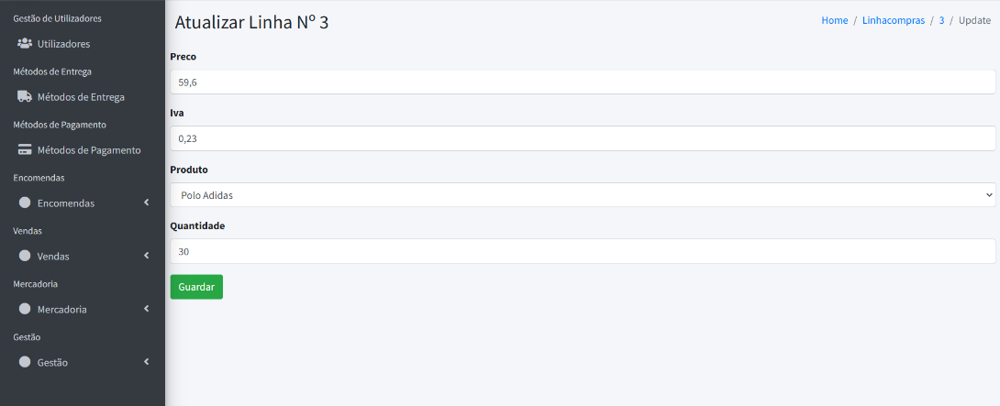 Gestão de Utilizadores
Utilizadores
Métodos de Entrega
Métodos de Entrega
Métodos de Pagamento
Métodos de Pagamento
Encomendas
Encomendas
Vendas
Vendas
Mercadoria
Mercadoria
Gestão
Gestão
Atualizar Linha Nº 3
Home / Linhacompras / 3 / Update
Preco
59,6
Iva
0,23
Produto
Polo Adidas
Quantidade
30
Guardar